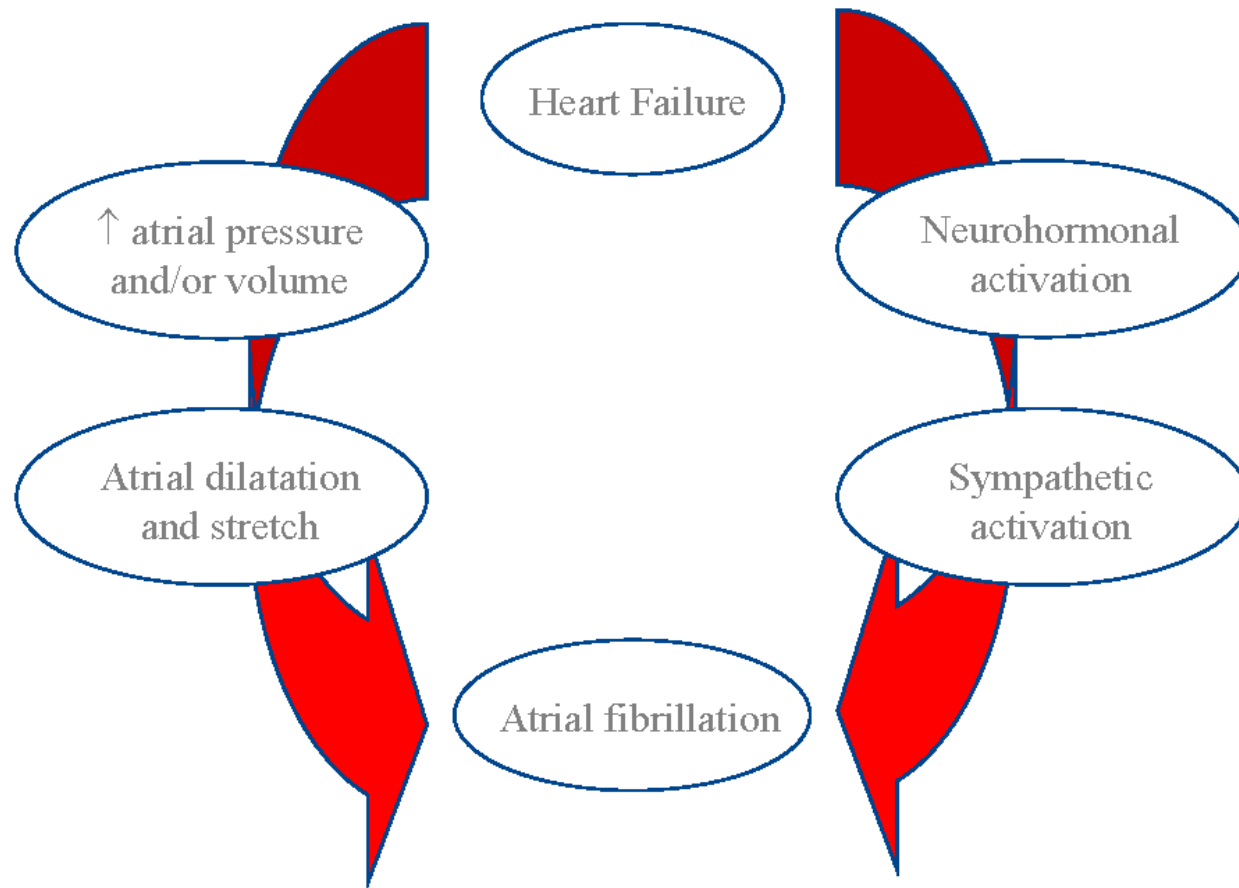 Heart Failure
↑ atrial pressure
and/or volume
Neurohormonal
activation
Atrial dilatation
and stretch
Sympathetic
activation
Atrial fibrillation